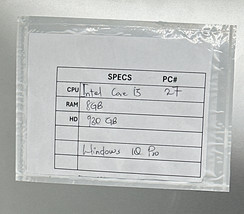 SPECS PC#
CPU Intel Core i5 27
RAM 8GB
HD 930 GB
Windows 10 Pro